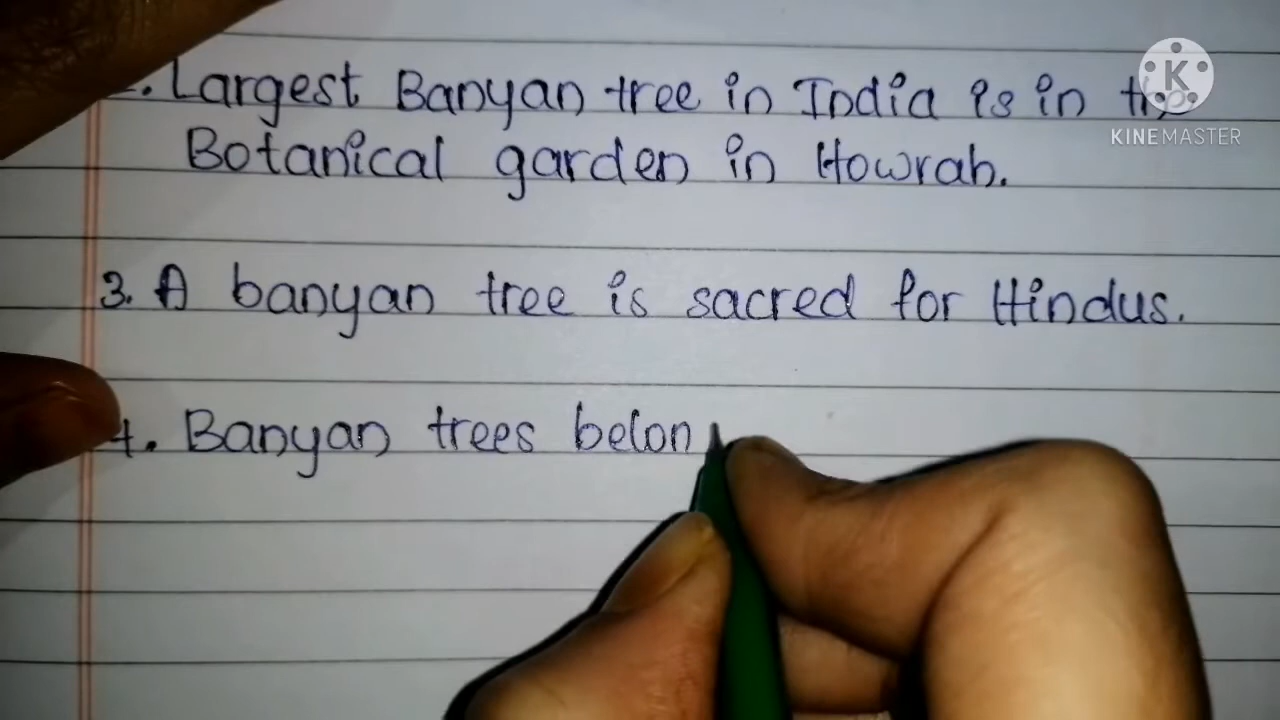 2. Largest Banyan tree in India is in the
Botanical garden in Howrah.
3. A banyan tree is sacred for Hindus.
4. Banyan trees belon
K
KINEMASTER